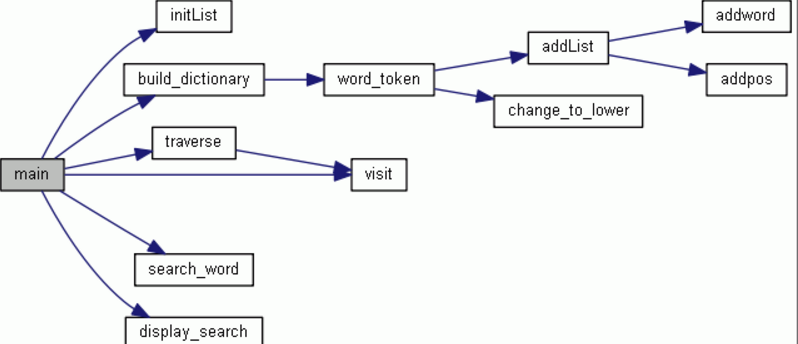 initList
addword
addList
build_dictionary
word_token
addpos
change_to_lower
traverse
main
visit
search_word
display_search